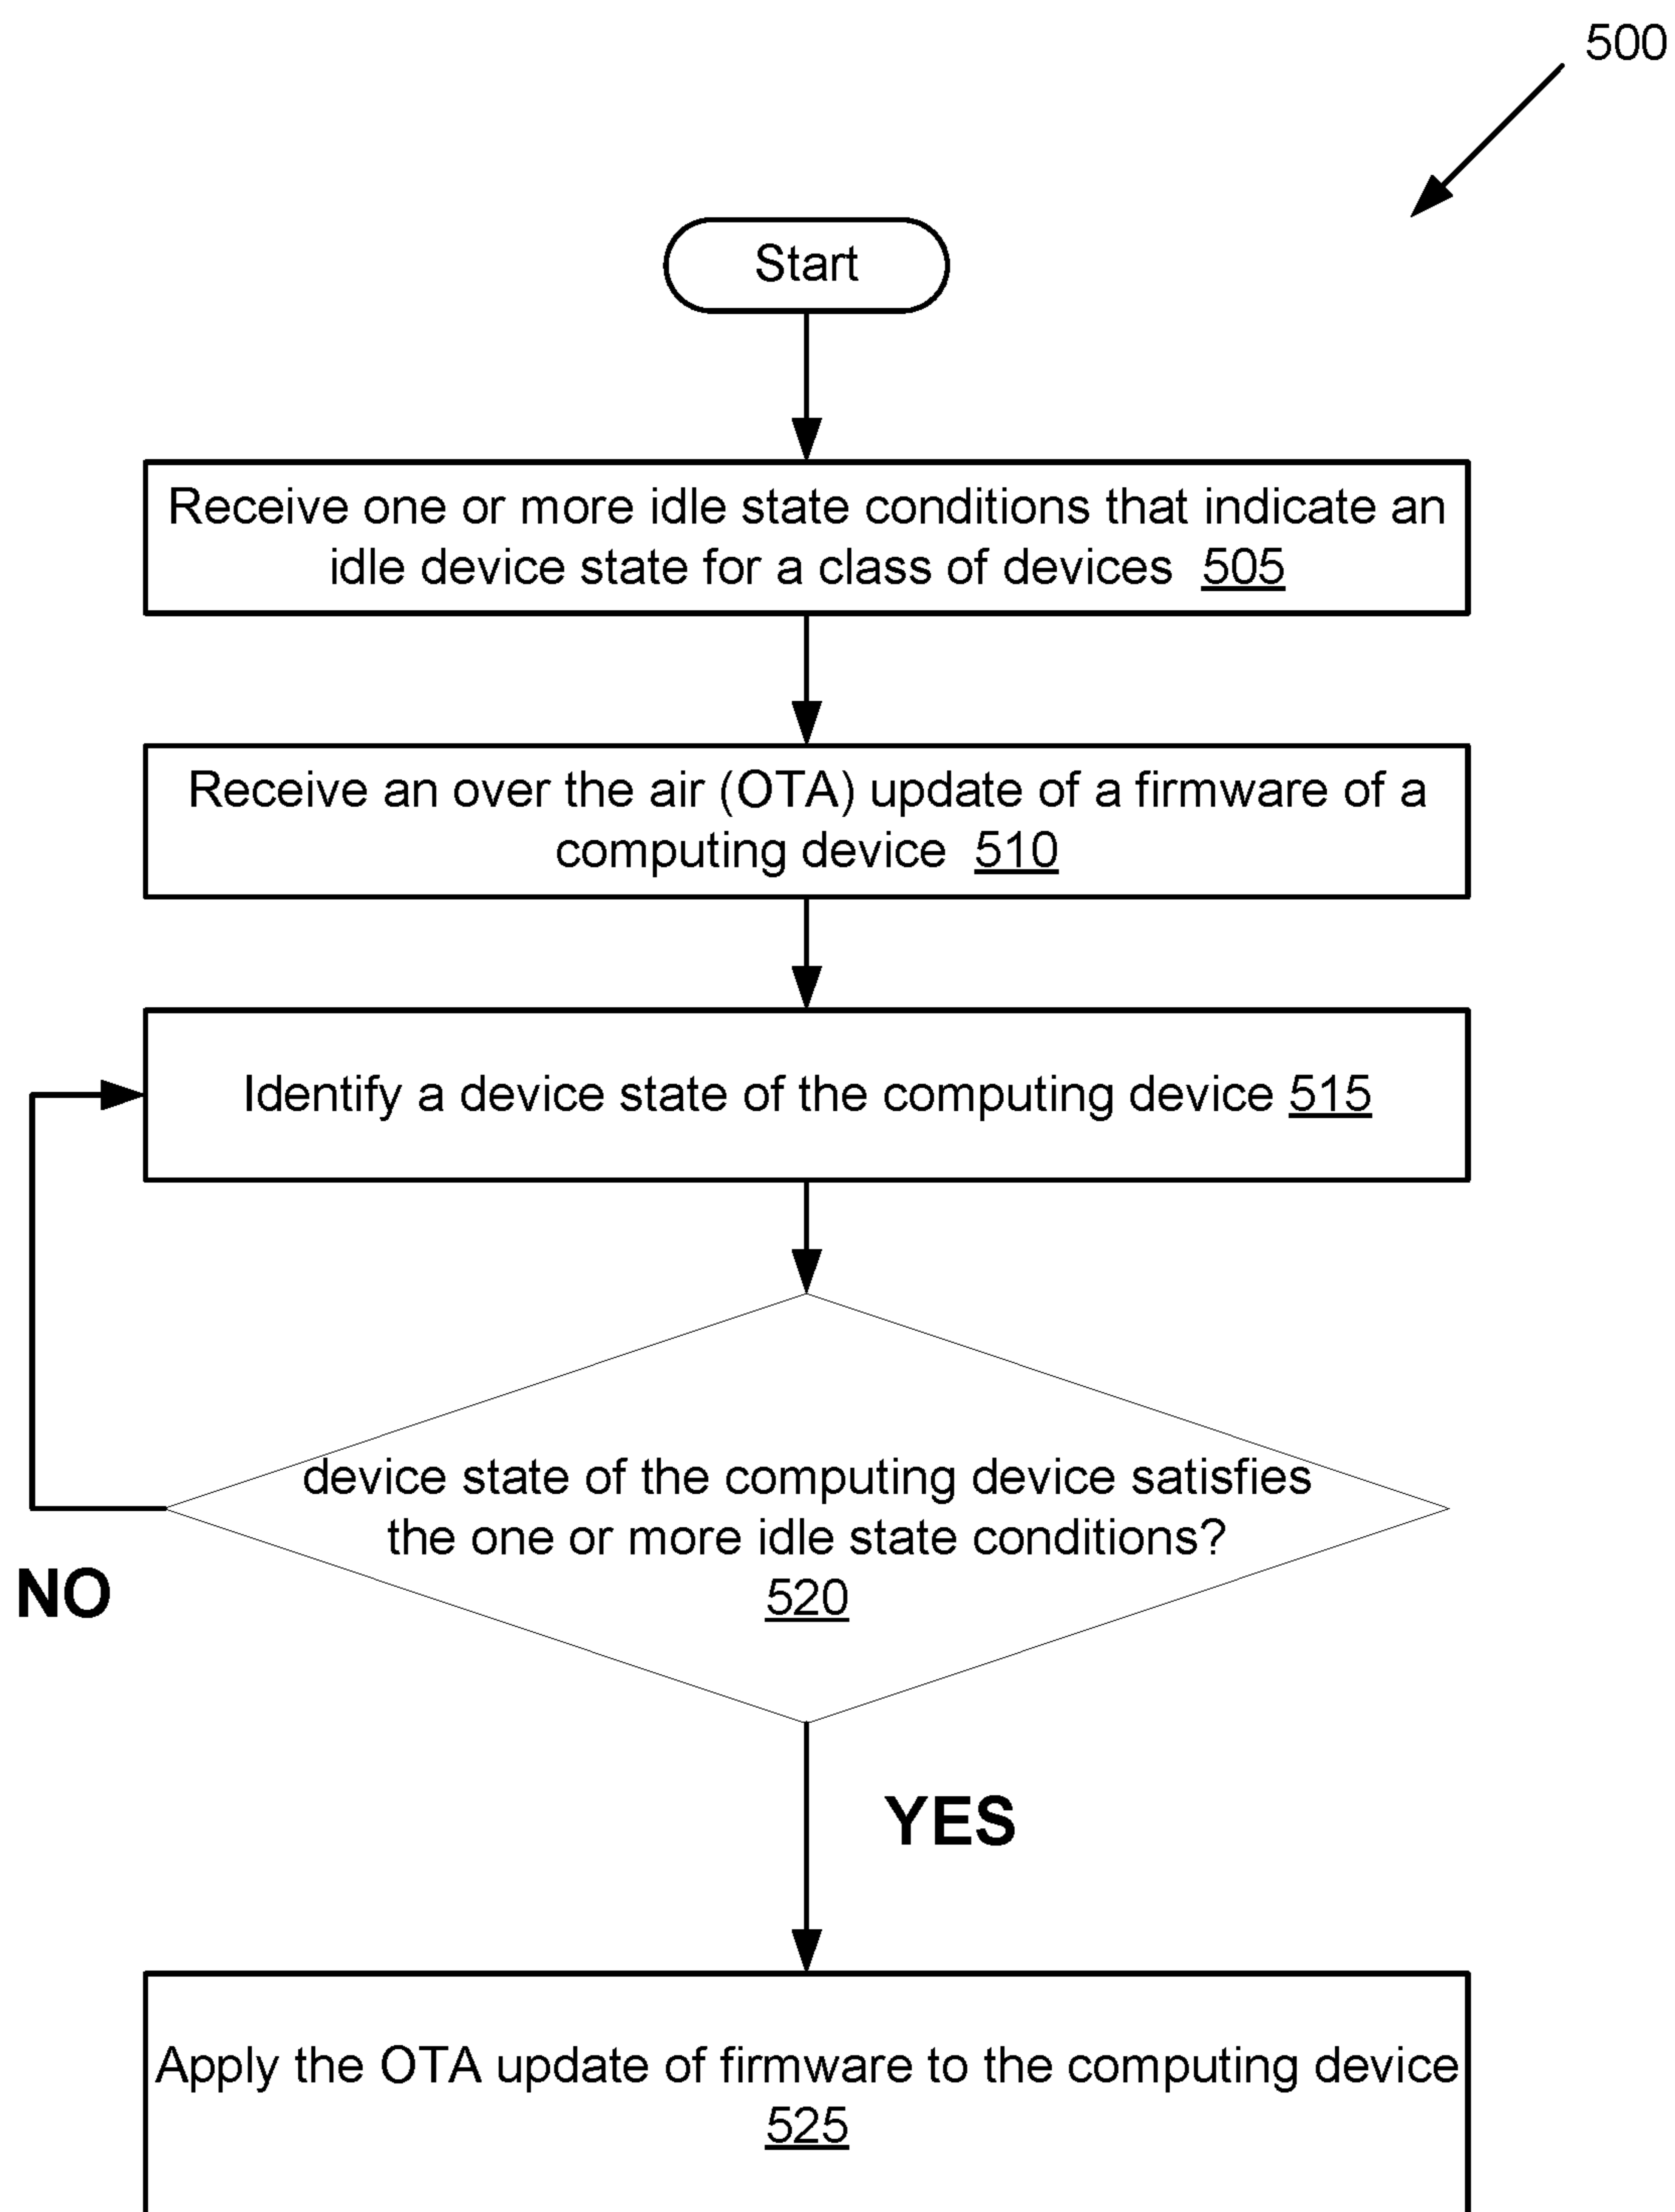 500
Start
Receive one or more idle state conditions that indicate an
idle device state for a class of devices 505
Receive an over the air (OTA) update of a firmware of a
computing device 510
Identify a device state of the computing device 515
device state of the computing device satisfies
the one or more idle state conditions?
520
NO
YES
Apply the OTA update of firmware to the computing device
525